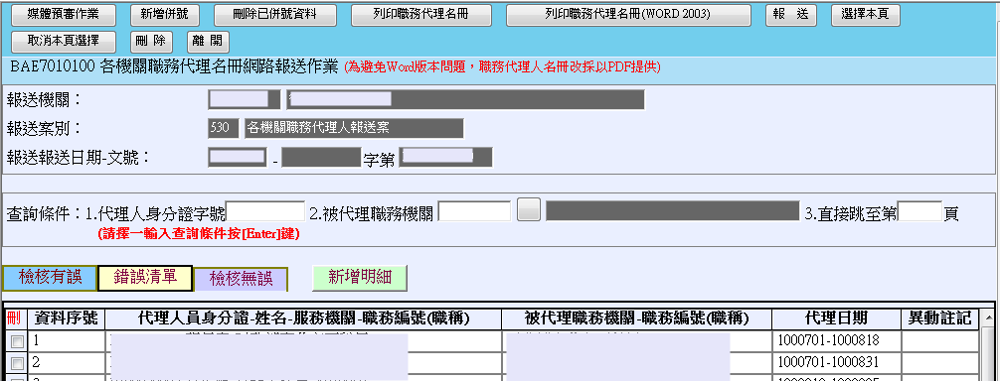 媒體預審作業 新增併號 刪除已併號資料 列印職務代理名冊 列印職務代理名冊(WORD 2003) 報 送 選擇本頁
取消本頁選擇 刪 除 離 開
BAE7010100 各機關職務代理名冊網路報送作業 (為避免Word版本問題，職務代理人名冊改採以PDF提供)
報送機關：
報送案別： 530 各機關職務代理人報送案
報送報送日期-文號： - 字第
查詢條件：1.代理人身分證字號 2.被代理職務機關 3.直接跳至第 頁
(請擇一輸入查詢條件按[Enter]鍵)
檢核有誤 錯誤清單 檢核無誤 新增明細
刪 資料序號 代理人員身分證-姓名-服務機關-職務編號(職稱) 被代理職務機關-職務編號(職稱) 代理日期 異動註記
1 1000701-1000818
2 1000701-1000831